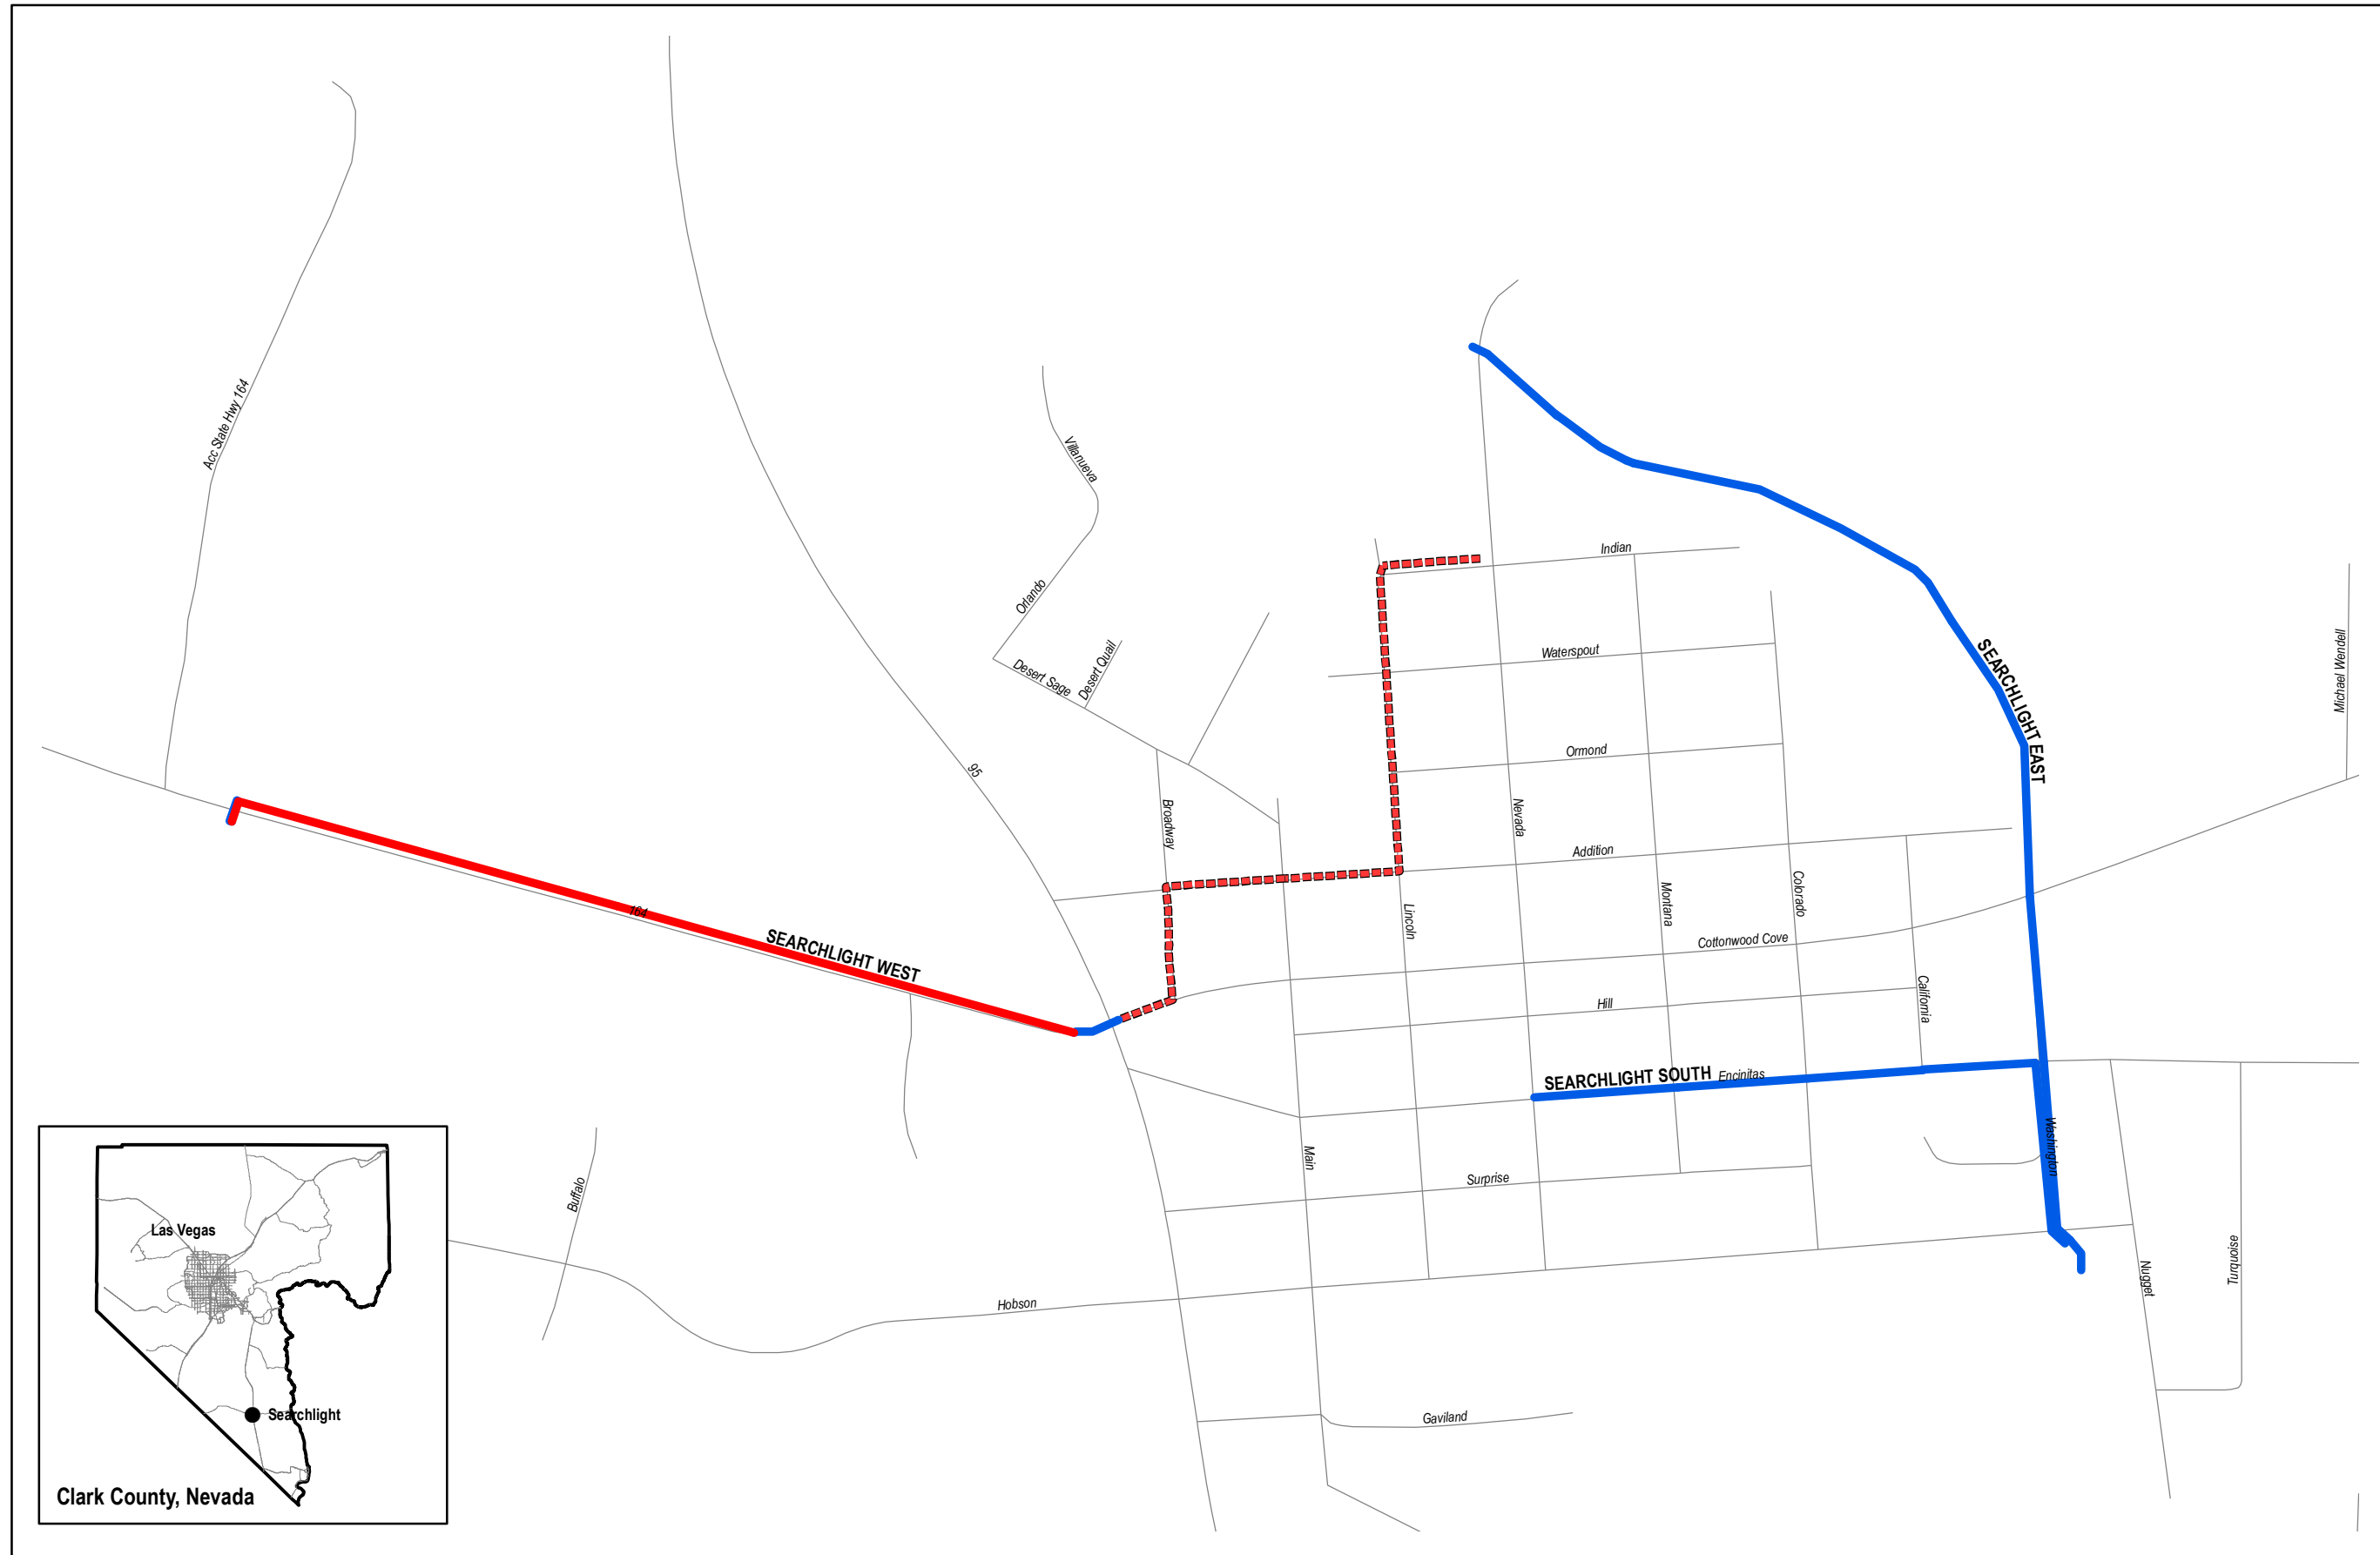 Acc State Hwy 164
Villanueva
Indian
Orlando
Waterspout
Desert Sage
Desert Quail
SEARCHLIGHT EAST
Michael Wendell
Ormond
95
Broadway
Nevada
Addition
Colorado
Montana
Lincoln
164
SEARCHLIGHT WEST
Cottonwood Cove
Hill
California
SEARCHLIGHT SOUTH
Encinitas
Washington
Main
Surprise
Buffalo
Turquoise
Nugget
Hobson
Gaviland
Las Vegas
Searchlight
Clark County, Nevada